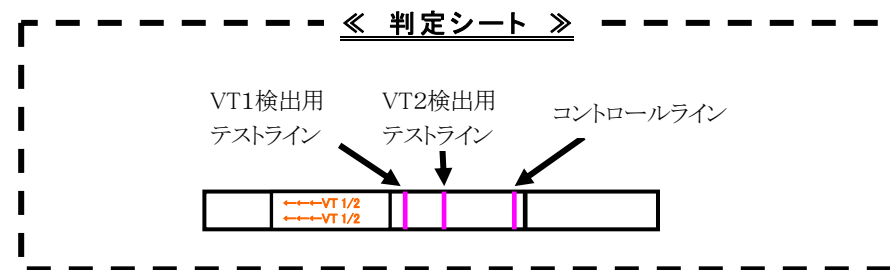 ≪ 判定シート ≫
VT1検出用
テストライン
VT2検出用
テストライン
コントロールライン
←←←VT 1/2
←←←VT 1/2